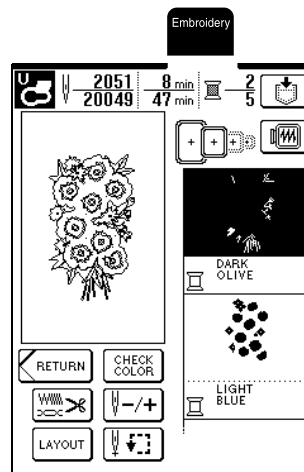 Embroidery
U
2051
20049
8 min
47 min
2
5
DARK
OLIVE
RETURN
CHECK
COLOR
LIGHT
BLUE
-/+
LAYOUT